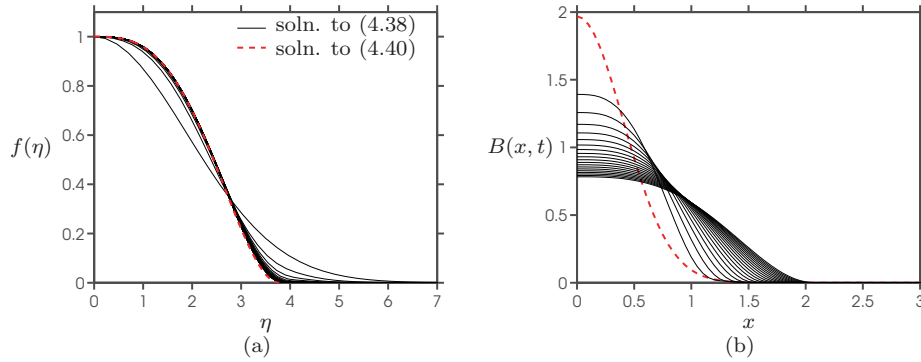 soln. to (4.38)
soln. to (4.40)
f(η)
1
0.8
0.6
0.4
0.2
0
0 1 2 3 4 5 6 7
η
(a)
B(x, t)
2
1.5
1
0.5
0
0 0.5 1 1.5 2 2.5 3
x
(b)